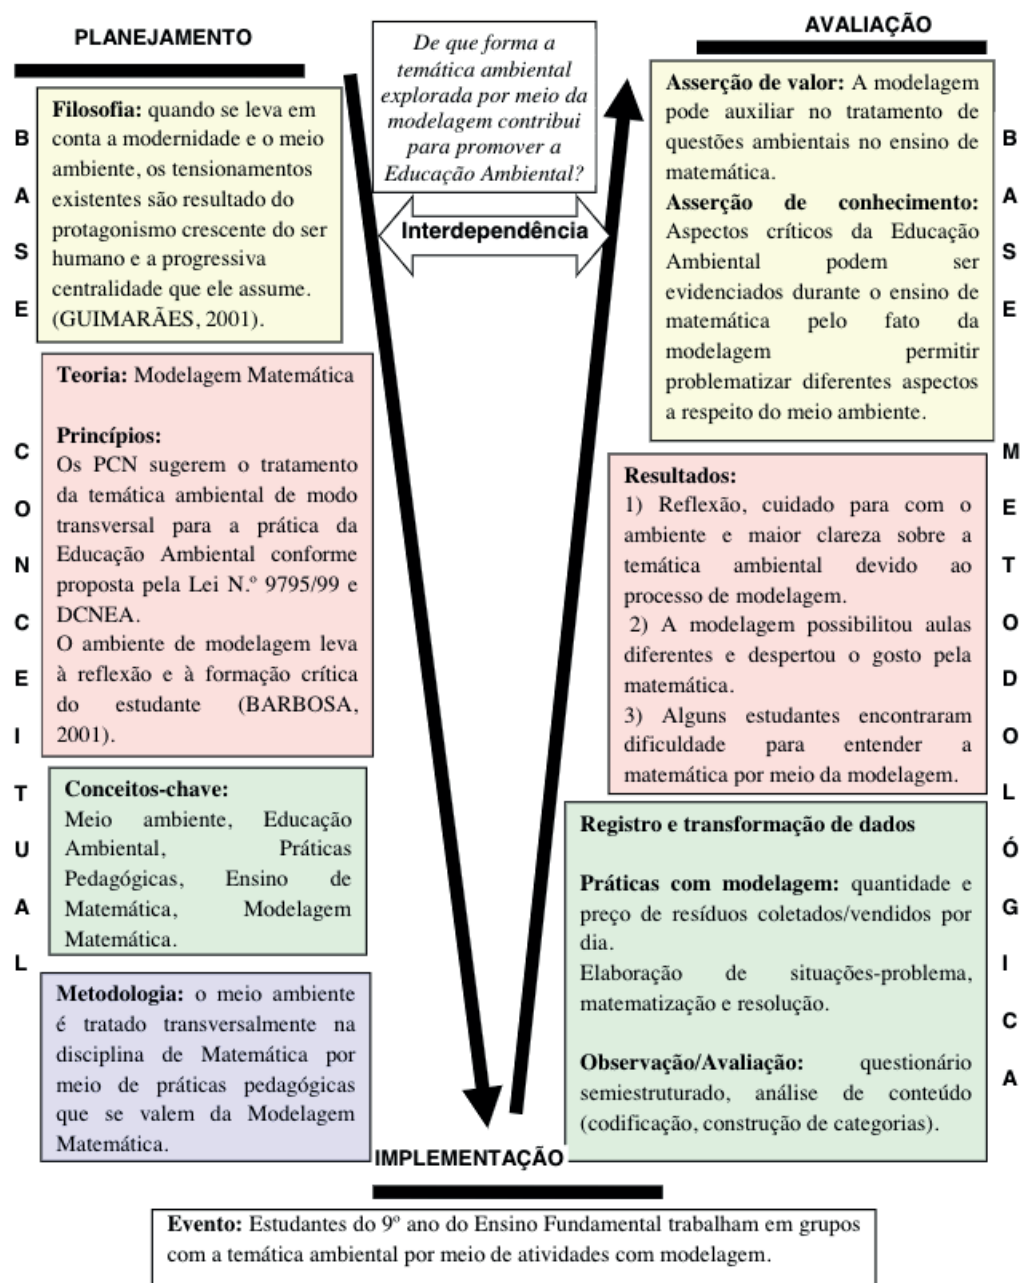 PLANEJAMENTO
BASE CONCEITUAL
Filosofia: quando se leva em
conta a modernidade e o meio
ambiente, os tensionamentos
existentes são resultado do
protagonismo crescente do ser
humano e a progressiva
centralidade que ele assume.
(GUIMARÃES, 2001).
Teoria: Modelagem Matemática
Princípios:
Os PCN sugerem o tratamento
da temática ambiental de modo
transversal para a prática da
Educação Ambiental conforme
proposta pela Lei N.º 9795/99 e
DCNEA.
O ambiente de modelagem leva
à reflexão e à formação crítica
do estudante (BARBOSA,
2001).
Conceitos-chave:
Meio ambiente, Educação
Ambiental, Práticas
Pedagógicas, Ensino de
Matemática, Modelagem
Matemática.
Metodologia: o meio ambiente
é tratado transversalmente na
disciplina de Matemática por
meio de práticas pedagógicas
que se valem da Modelagem
Matemática.
De que forma a
temática ambiental
explorada por meio da
modelagem contribui
para promover a
Educação Ambiental?
Interdependência
AVALIAÇÃO
BASE METODOLÓGICA
Asserção de valor: A modelagem
pode auxiliar no tratamento de
questões ambientais no ensino de
matemática.
Asserção de conhecimento:
Aspectos críticos da Educação
Ambiental podem ser
evidenciados durante o ensino de
matemática pelo fato da
modelagem permitir
problematizar diferentes aspectos
a respeito do meio ambiente.
Resultados:
1) Reflexão, cuidado para com o
ambiente e maior clareza sobre a
temática ambiental devido ao
processo de modelagem.
2) A modelagem possibilitou aulas
diferentes e despertou o gosto pela
matemática.
3) Alguns estudantes encontraram
dificuldade para entender a
matemática por meio da modelagem.
Registro e transformação de dados
Práticas com modelagem: quantidade e
preço de resíduos coletados/vendidos por
dia.
Elaboração de situações-problema,
matematização e resolução.
Observação/Avaliação: questionário
semiestruturado, análise de conteúdo
(codificação, construção de categorias).
IMPLEMENTAÇÃO
Evento: Estudantes do 9º ano do Ensino Fundamental trabalham em grupos
com a temática ambiental por meio de atividades com modelagem.